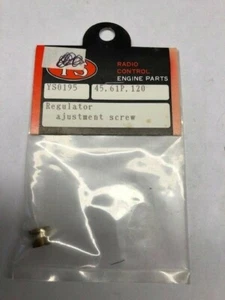 YS
RADIO
CONTROL
ENGINE PARTS
YS0195
45.61P.120
Regulator
ajustment screw